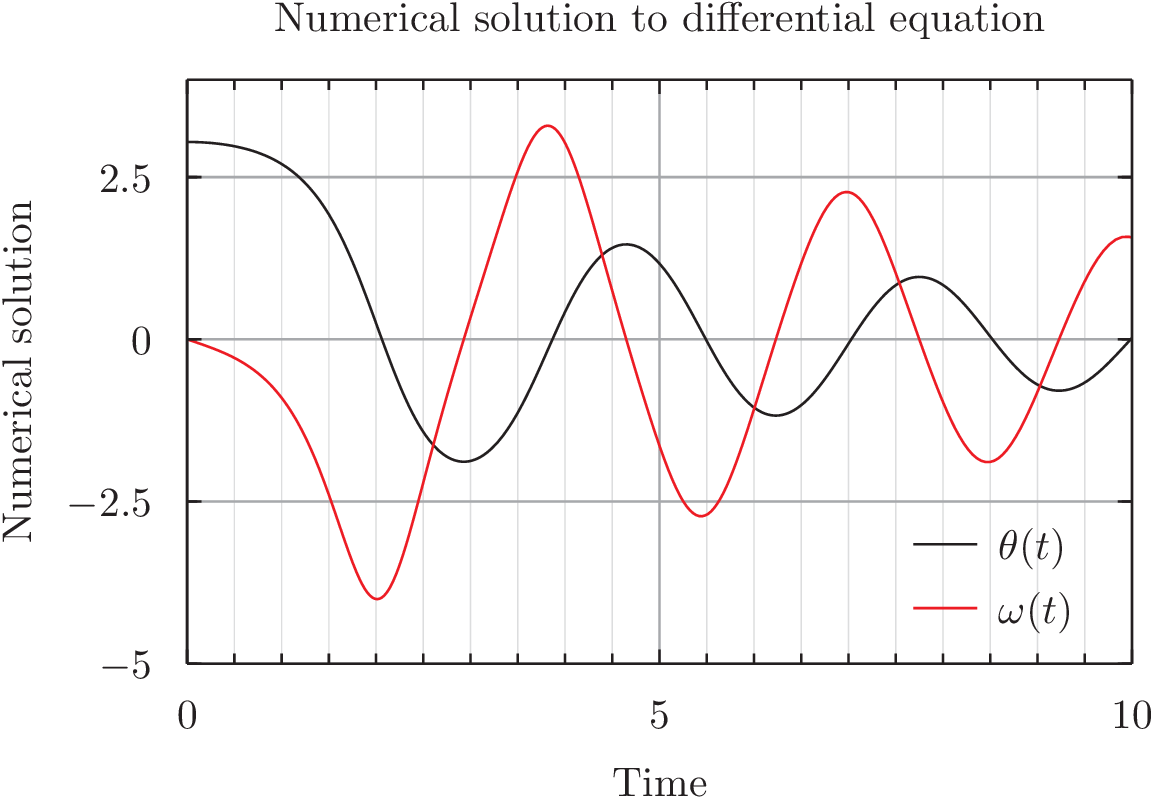 Numerical solution to differential equation
Numerical solution
2.5
0
−2.5
−5
θ(t)
ω(t)
0 5 10
Time